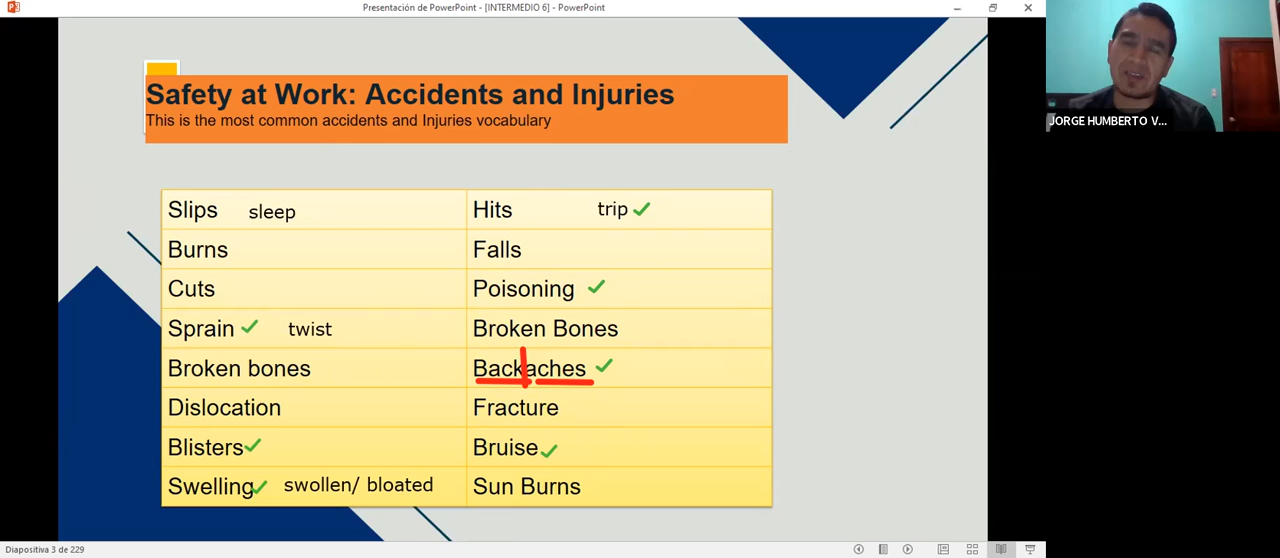 Presentación de PowerPoint - [INTERMEDIO 6] - PowerPoint
Safety at Work: Accidents and Injuries
This is the most common accidents and Injuries vocabulary
Slips sleep Hits trip
Burns Falls
Cuts Poisoning
Sprain twist Broken Bones
Broken bones Backaches
Dislocation Fracture
Blisters Bruise
Swelling swollen/ bloated Sun Burns
JORGE HUMBERTO V...
Diapositiva 3 de 229